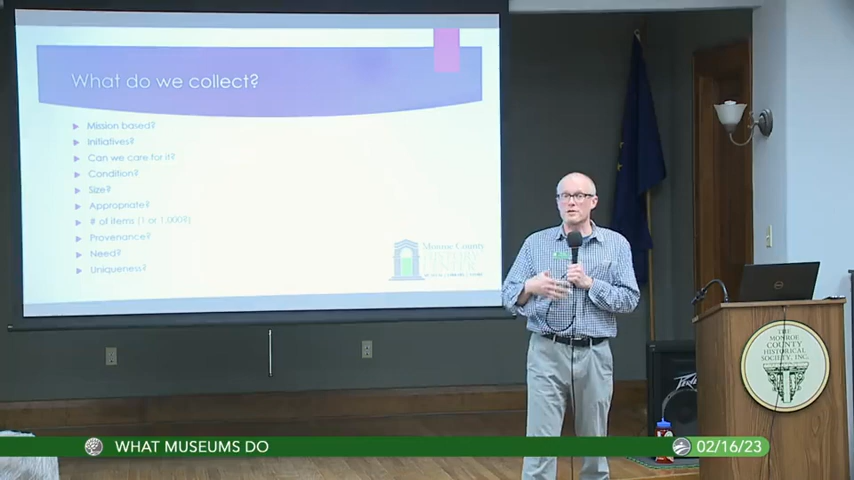 What do we collect?
Mission based?
Initiatives?
Can we care for it?
Condition?
Size?
Appropriate?
# of items (1 or 1,000?)
Provenance?
Need?
Uniqueness?
Monroe County
HISTORY CENTER
THE
MONROE
COUNTY
HISTORICAL
SOCIETY, INC.
PEAVEY
WHAT MUSEUMS DO
02/16/23